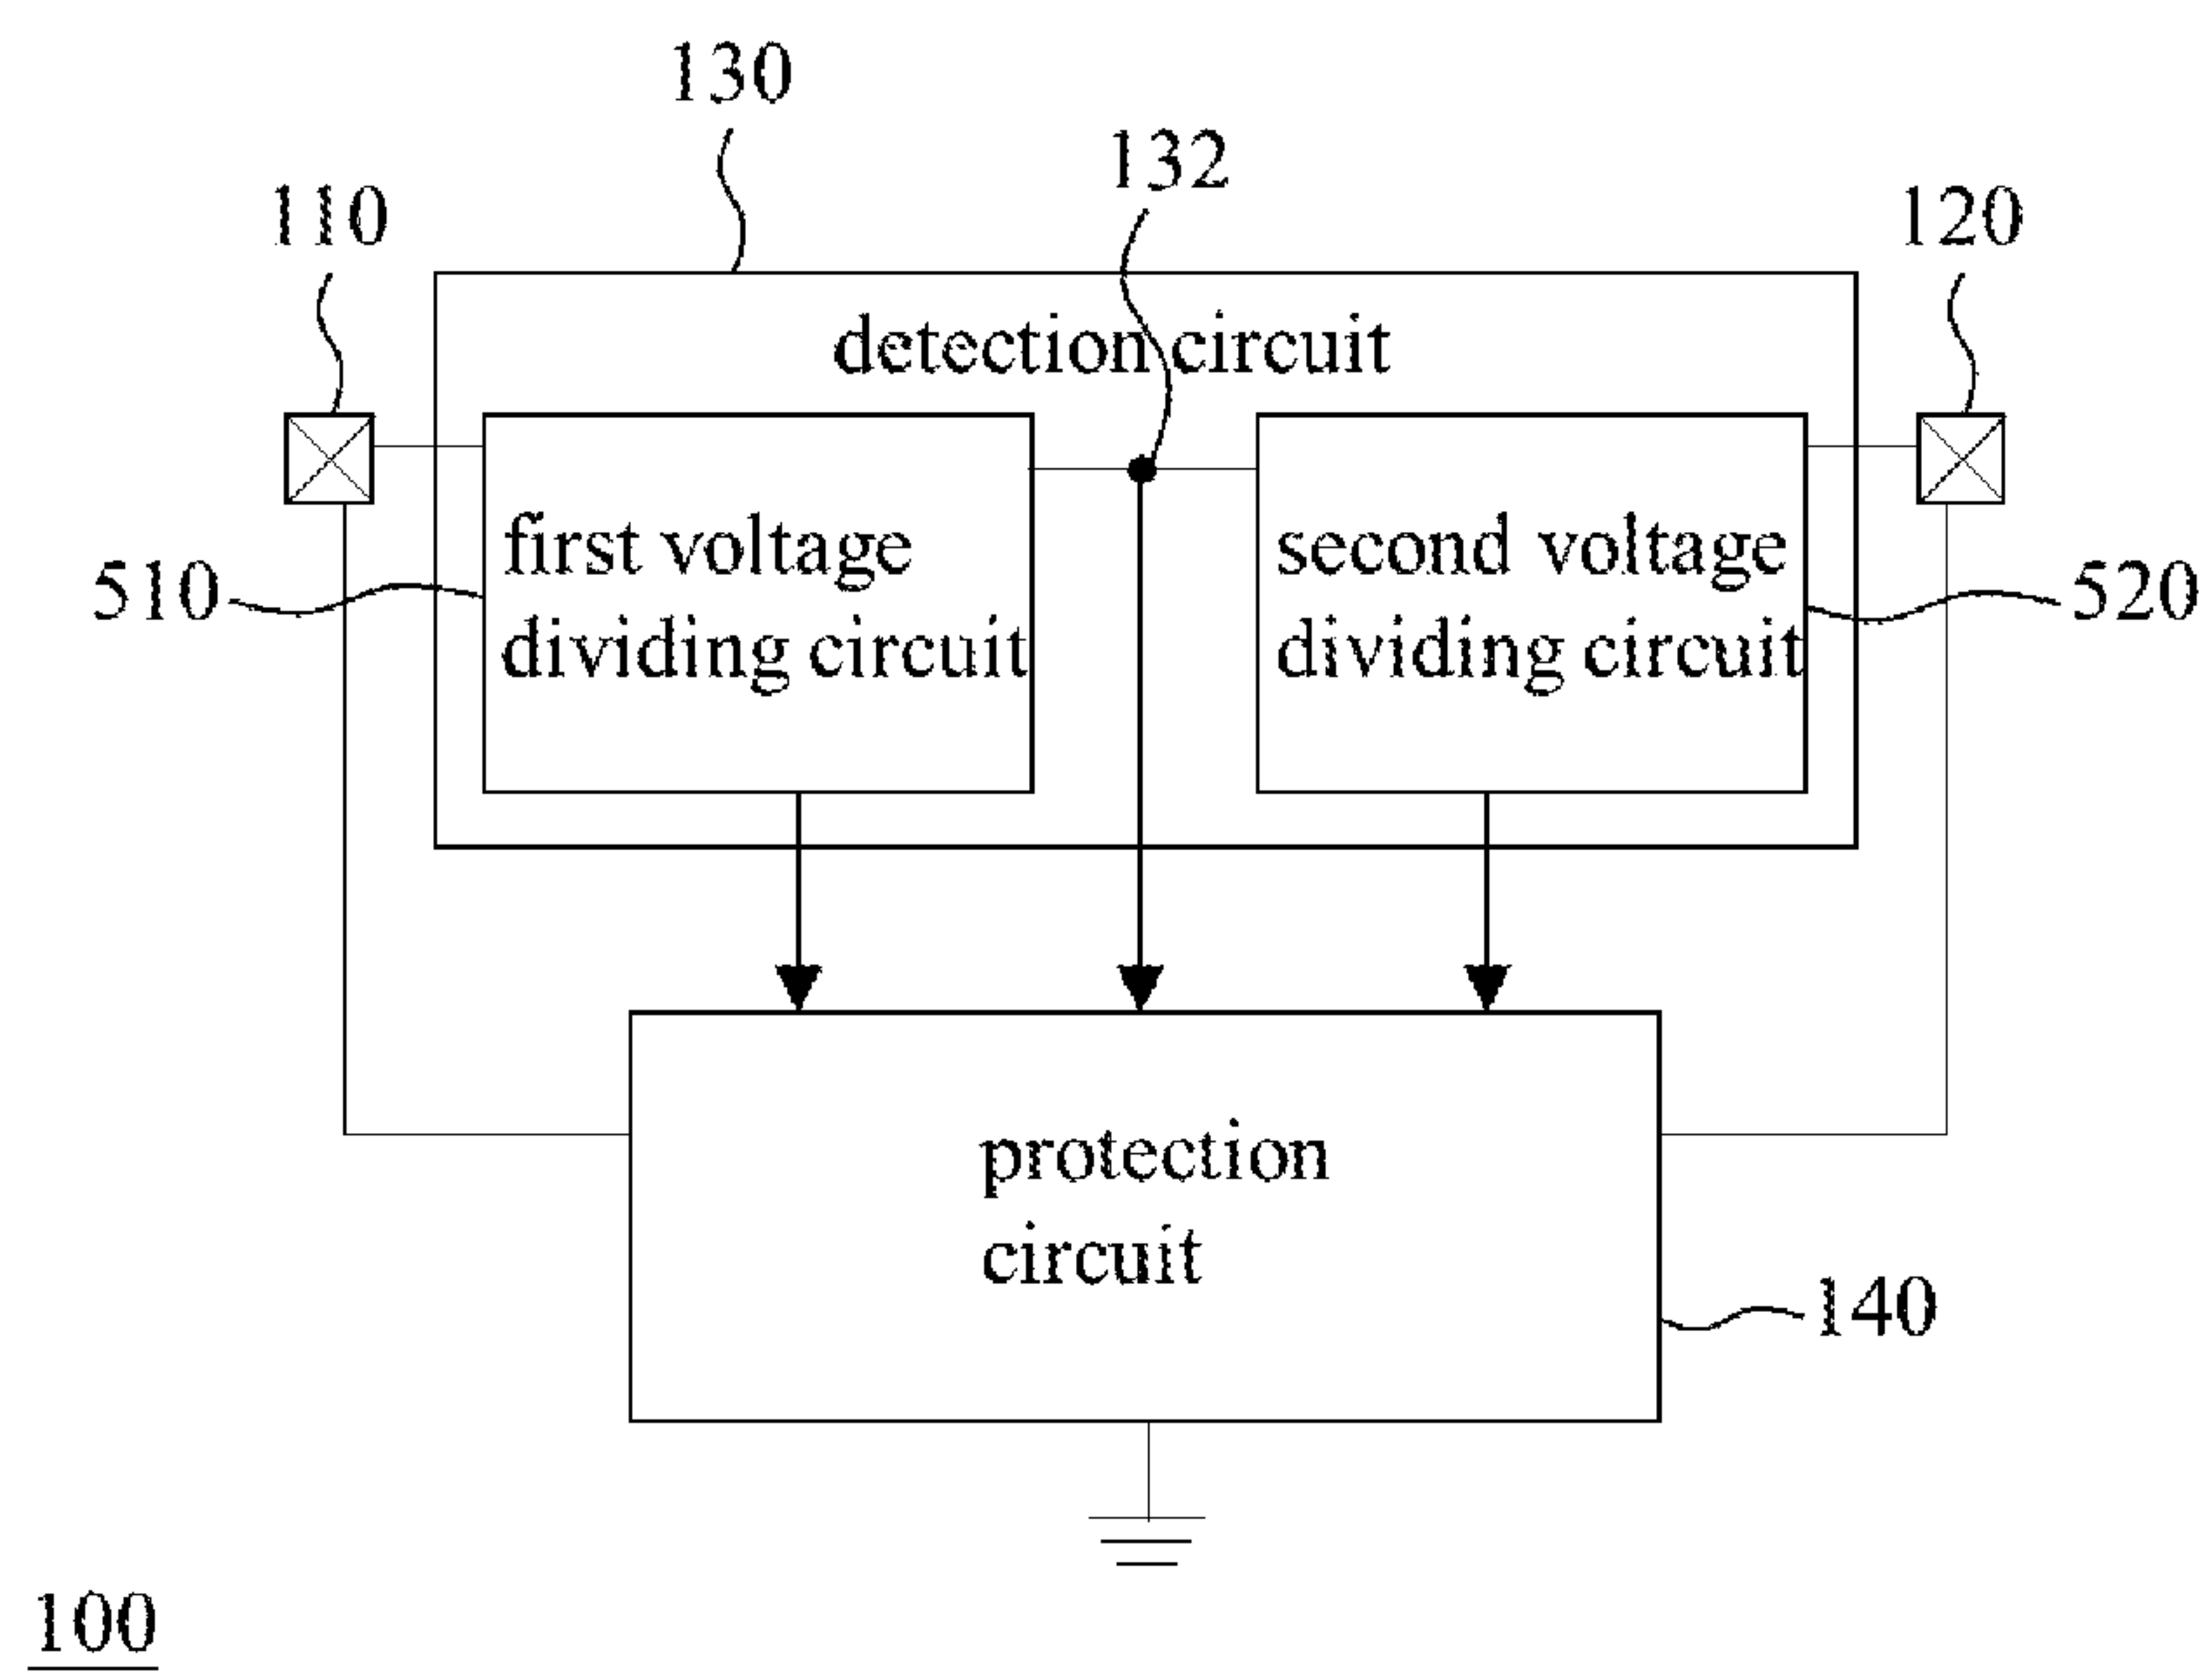 130
132
110
120
detection circuit
first voltage
dividing circuit
second voltage
dividing circuit
510
520
protection
circuit
140
100